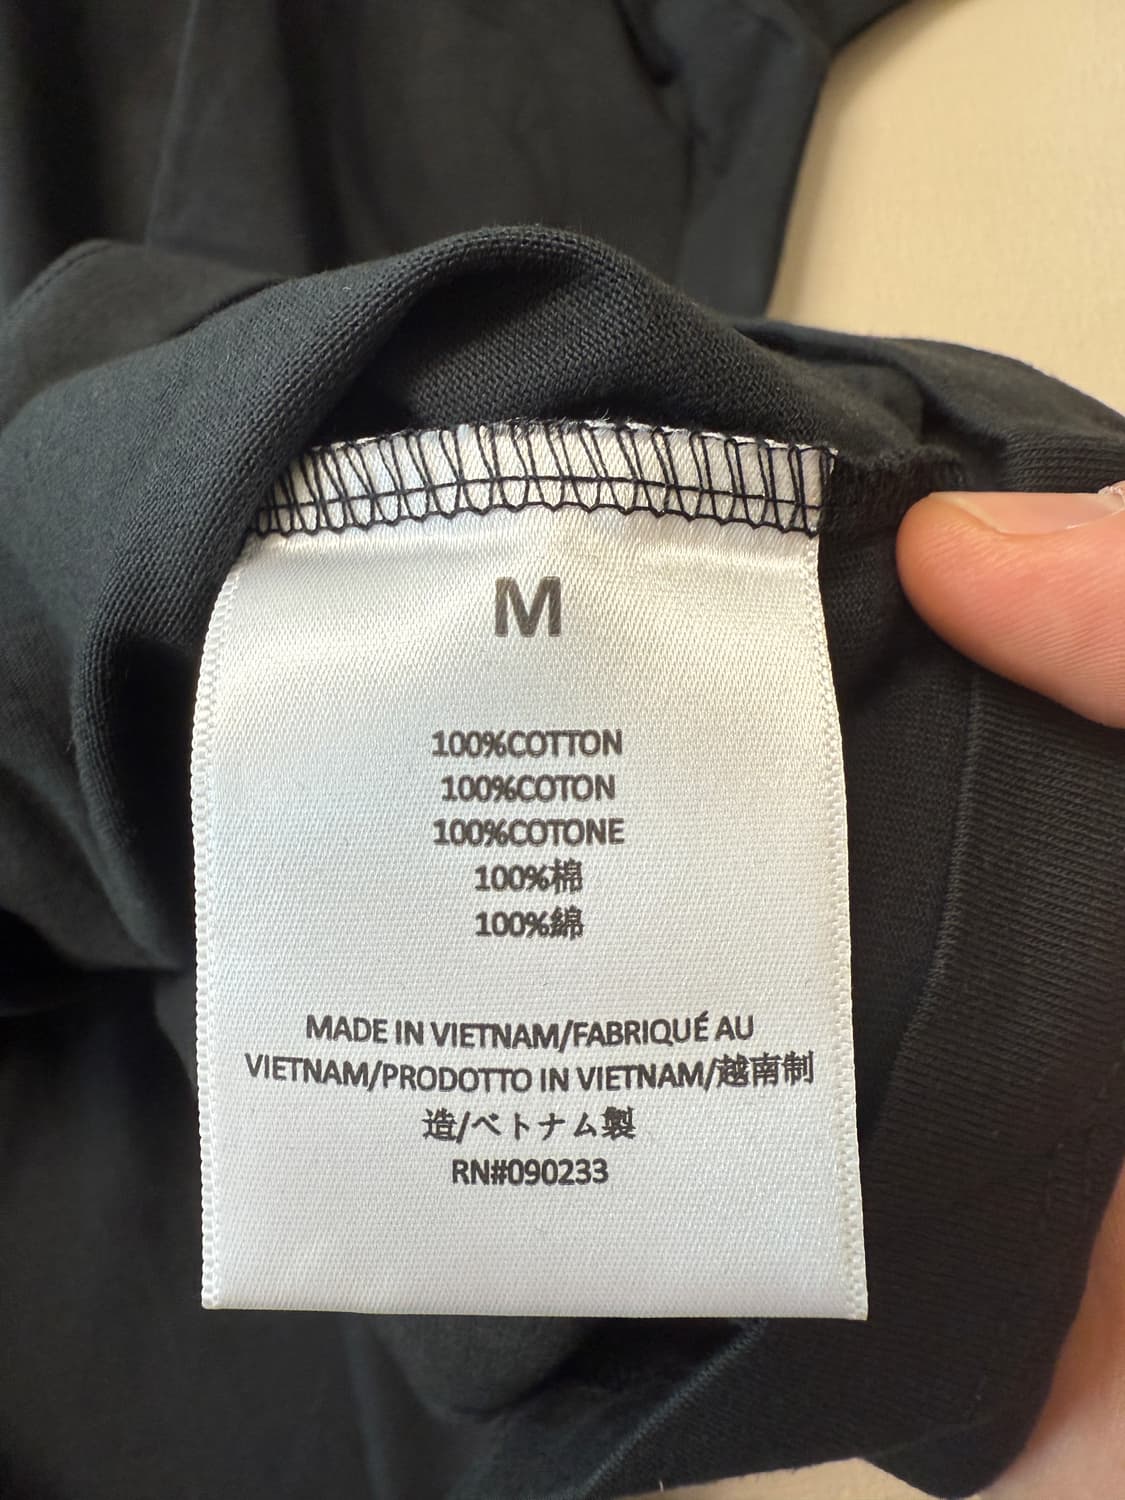 M
100%COTTON
100%COTON
100%COTONE
100%棉
100%綿
MADE IN VIETNAM/FABRIQUÉ AU
VIETNAM/PRODOTTO IN VIETNAM/越南制
造/ベトナム製
RN#090233